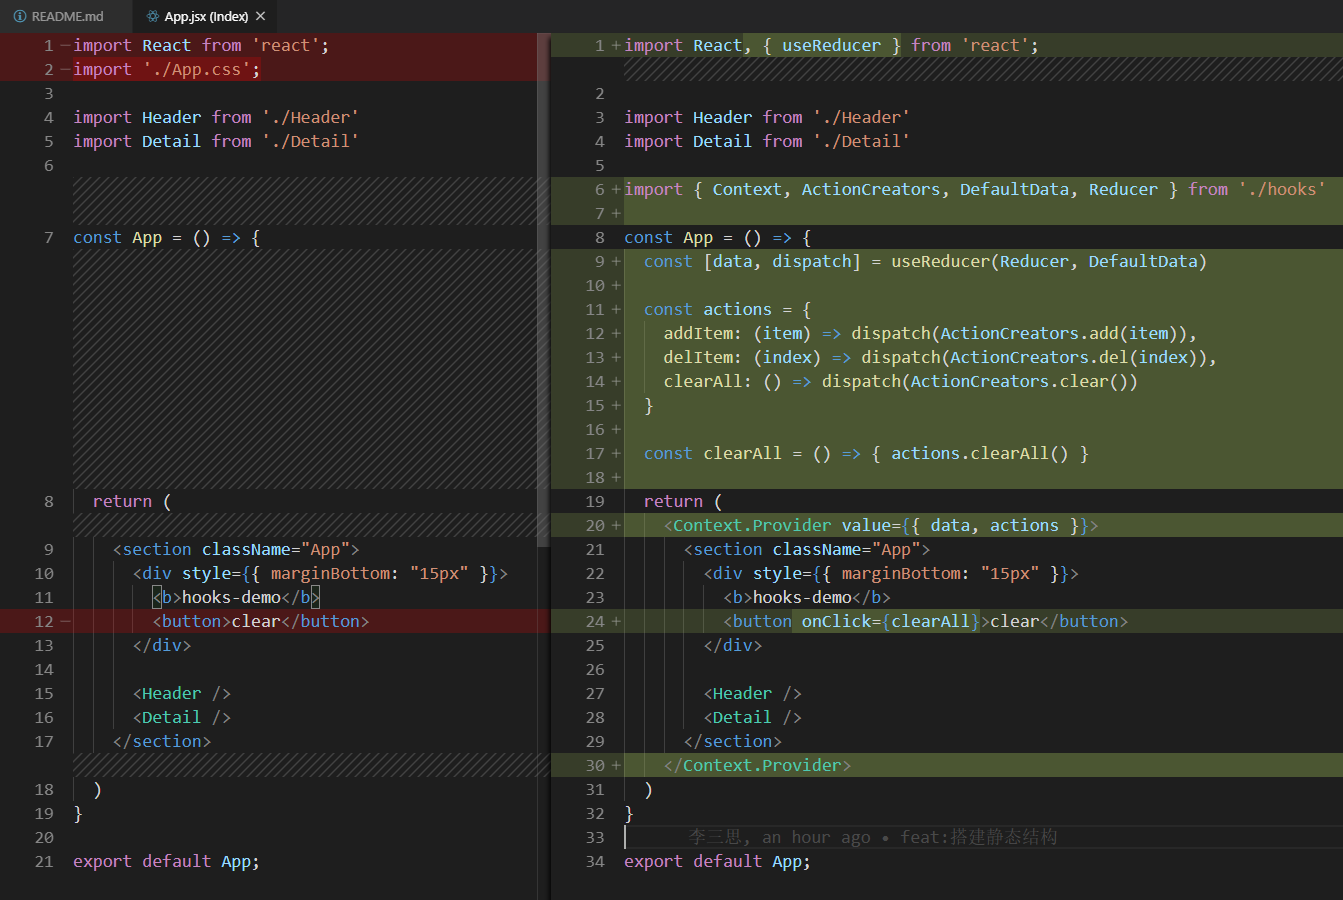 README.md
App.jsx (Index)
1 -import React from 'react';
2 -import './App.css';
3
4 import Header from './Header'
5 import Detail from './Detail'
6
7 const App = () => {
8 return (
9 <section className="App">
10 <div style={{ marginBottom: "15px" }}>
11 <b>hooks-demo</b>
12 - <button>clear</button>
13 </div>
14
15 <Header />
16 <Detail />
17 </section>
18 )
19 }
20
21 export default App;
1 +import React, { useReducer } from 'react';
2
3 import Header from './Header'
4 import Detail from './Detail'
5
6 +import { Context, ActionCreators, DefaultData, Reducer } from './hooks'
7 +
8 const App = () => {
9 + const [data, dispatch] = useReducer(Reducer, DefaultData)
10 +
11 + const actions = {
12 + addItem: (item) => dispatch(ActionCreators.add(item)),
13 + delItem: (index) => dispatch(ActionCreators.del(index)),
14 + clearAll: () => dispatch(ActionCreators.clear())
15 + }
16 +
17 + const clearAll = () => { actions.clearAll() }
18 +
19 return (
20 + <Context.Provider value={{ data, actions }}>
21 <section className="App">
22 <div style={{ marginBottom: "15px" }}>
23 <b>hooks-demo</b>
24 + <button onClick={clearAll}>clear</button>
25 </div>
26
27 <Header />
28 <Detail />
29 </section>
30 + </Context.Provider>
31 )
32 }
33 李三思, an hour ago • feat:搭建静态结构
34 export default App;